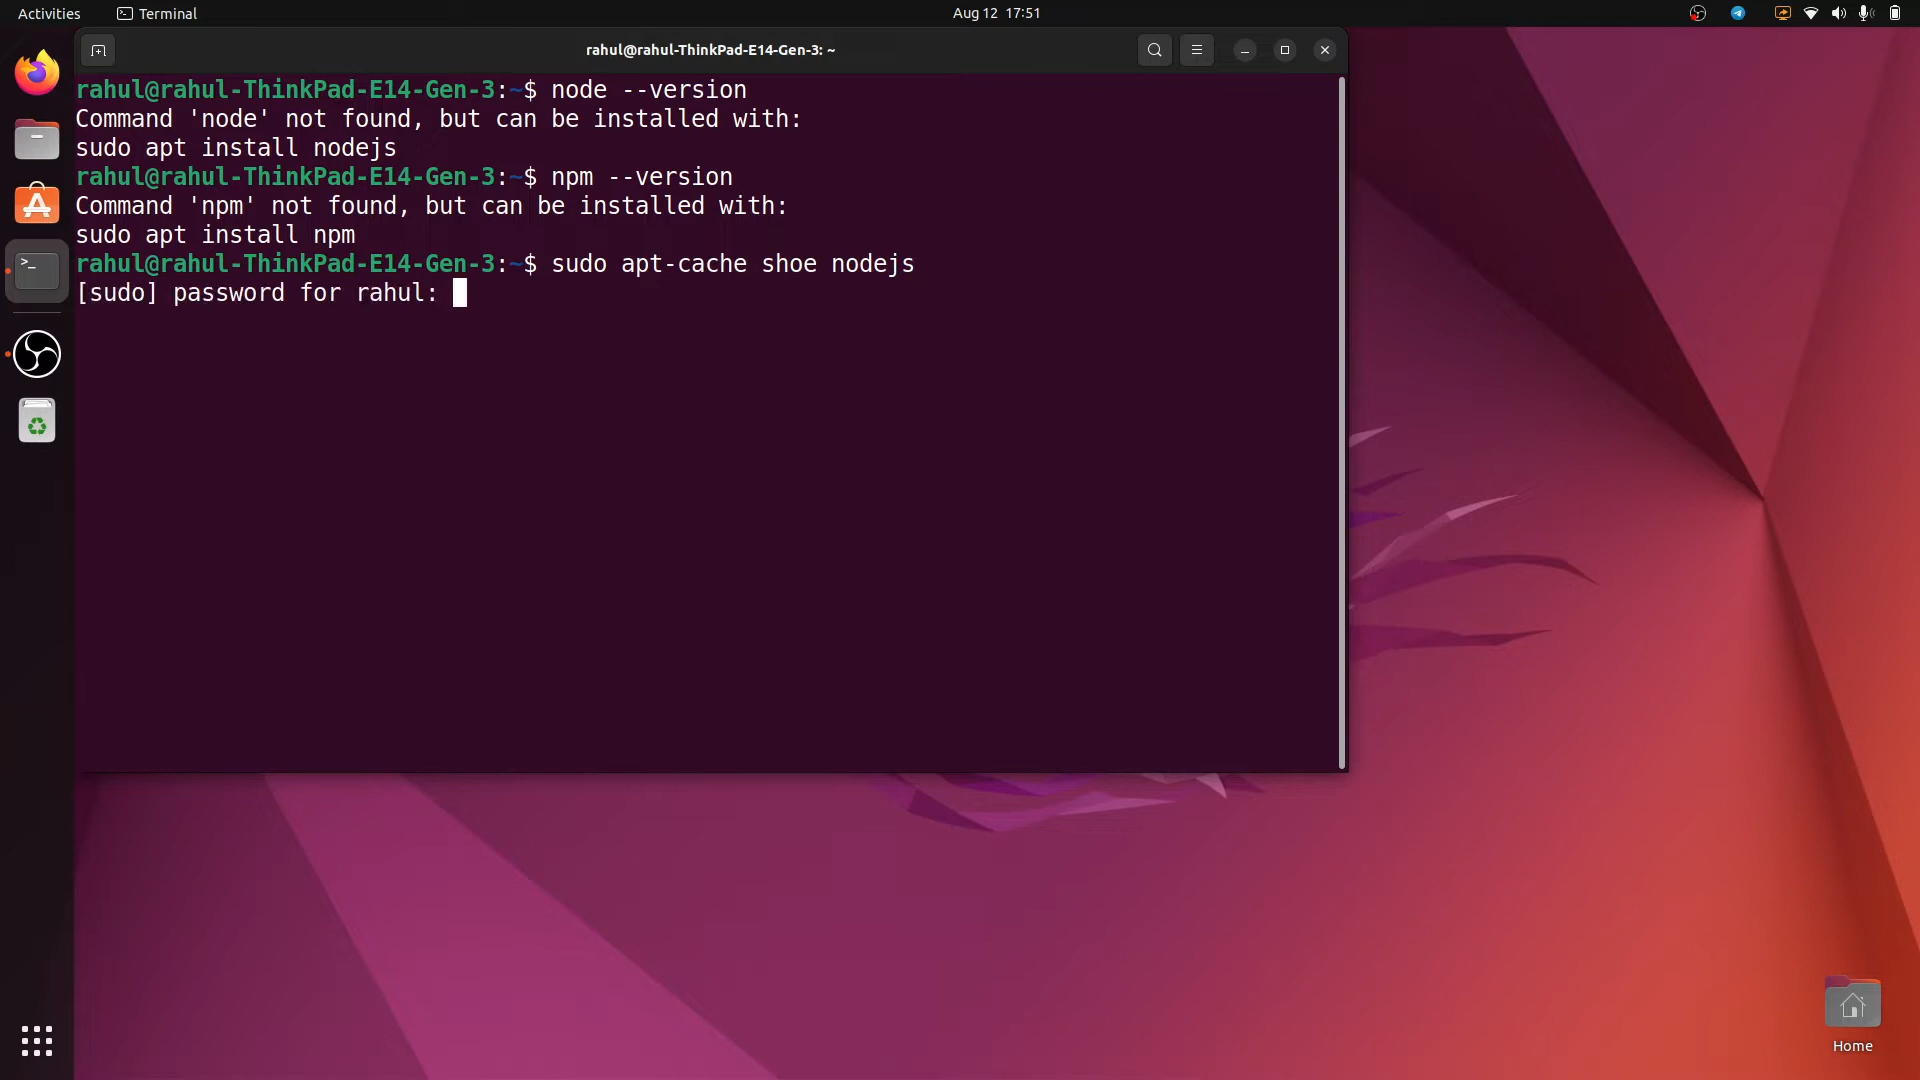 Activities
Terminal
Aug 12 17:51
rahul@rahul-ThinkPad-E14-Gen-3: ~
rahul@rahul-ThinkPad-E14-Gen-3:~$ node --version
Command 'node' not found, but can be installed with:
sudo apt install nodejs
rahul@rahul-ThinkPad-E14-Gen-3:~$ npm --version
Command 'npm' not found, but can be installed with:
sudo apt install npm
rahul@rahul-ThinkPad-E14-Gen-3:~$ sudo apt-cache shoe nodejs
[sudo] password for rahul:
Home